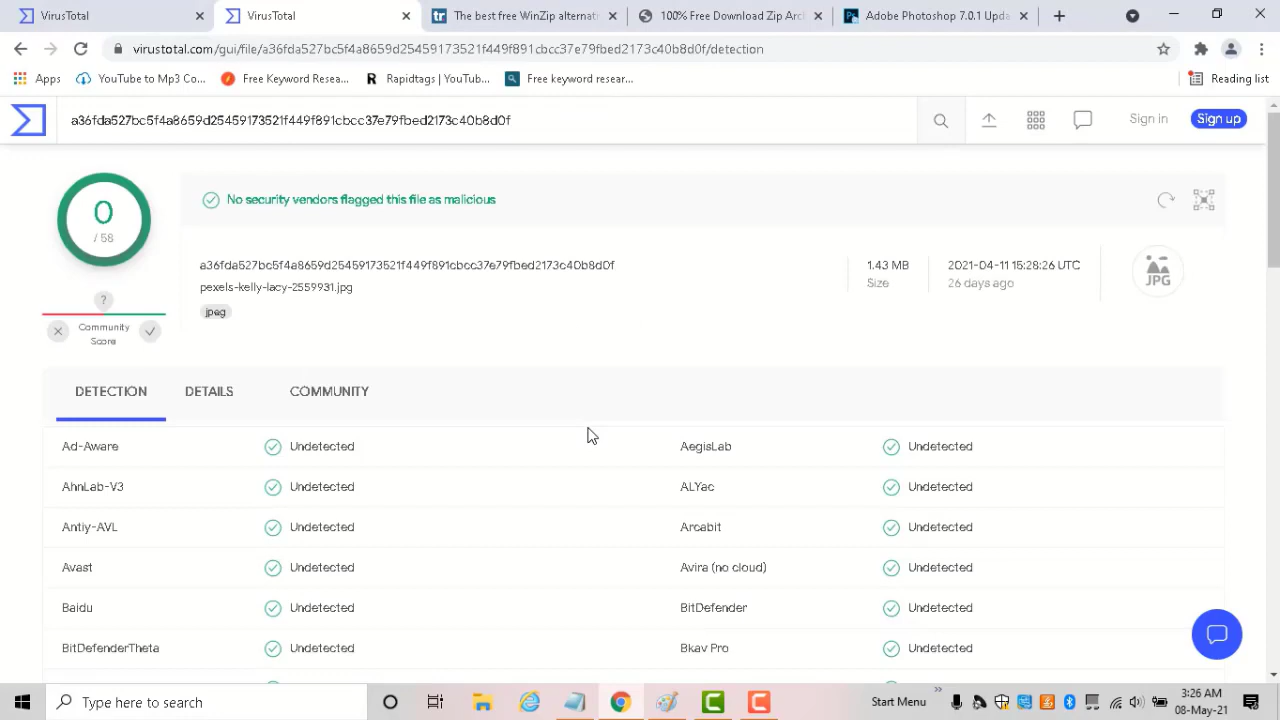 VirusTotal
VirusTotal
tr The best free WinZip alternati
100% Free Download Zip Arc
Ps Adobe Photoshop 7.0.1 Upda
virustotal.com/gui/file/a36fda527bc5f4a8659d25459173521f449f891cbcc37e79fbed2173c40b8d0f/detection
Apps
YouTube to Mp3 Co...
Free Keyword Resea...
R Rapidtags | YouTub...
Free keyword resear...
Reading list
a36fda527bc5f4a8659d25459173521f449f891cbcc37e79fbed2173c40b8d0f
Sign in
Sign up
0
/ 58
No security vendors flagged this file as malicious
a36fda527bc5f4a8659d25459173521f449f891cbcc37e79fbed2173c40b8d0f
pexels-kelly-lacy-2559931.jpg
jpeg
1.43 MB
Size
2021-04-11 15:28:26 UTC
26 days ago
JPG
?
Community
Score
DETECTION
DETAILS
COMMUNITY
Ad-Aware Undetected AegisLab Undetected
AhnLab-V3 Undetected ALYac Undetected
Antiy-AVL Undetected Arcabit Undetected
Avast Undetected Avira (no cloud) Undetected
Baidu Undetected BitDefender Undetected
BitDefenderTheta Undetected Bkav Pro Undetected
Type here to search
Start Menu
3:26 AM
08-May-21